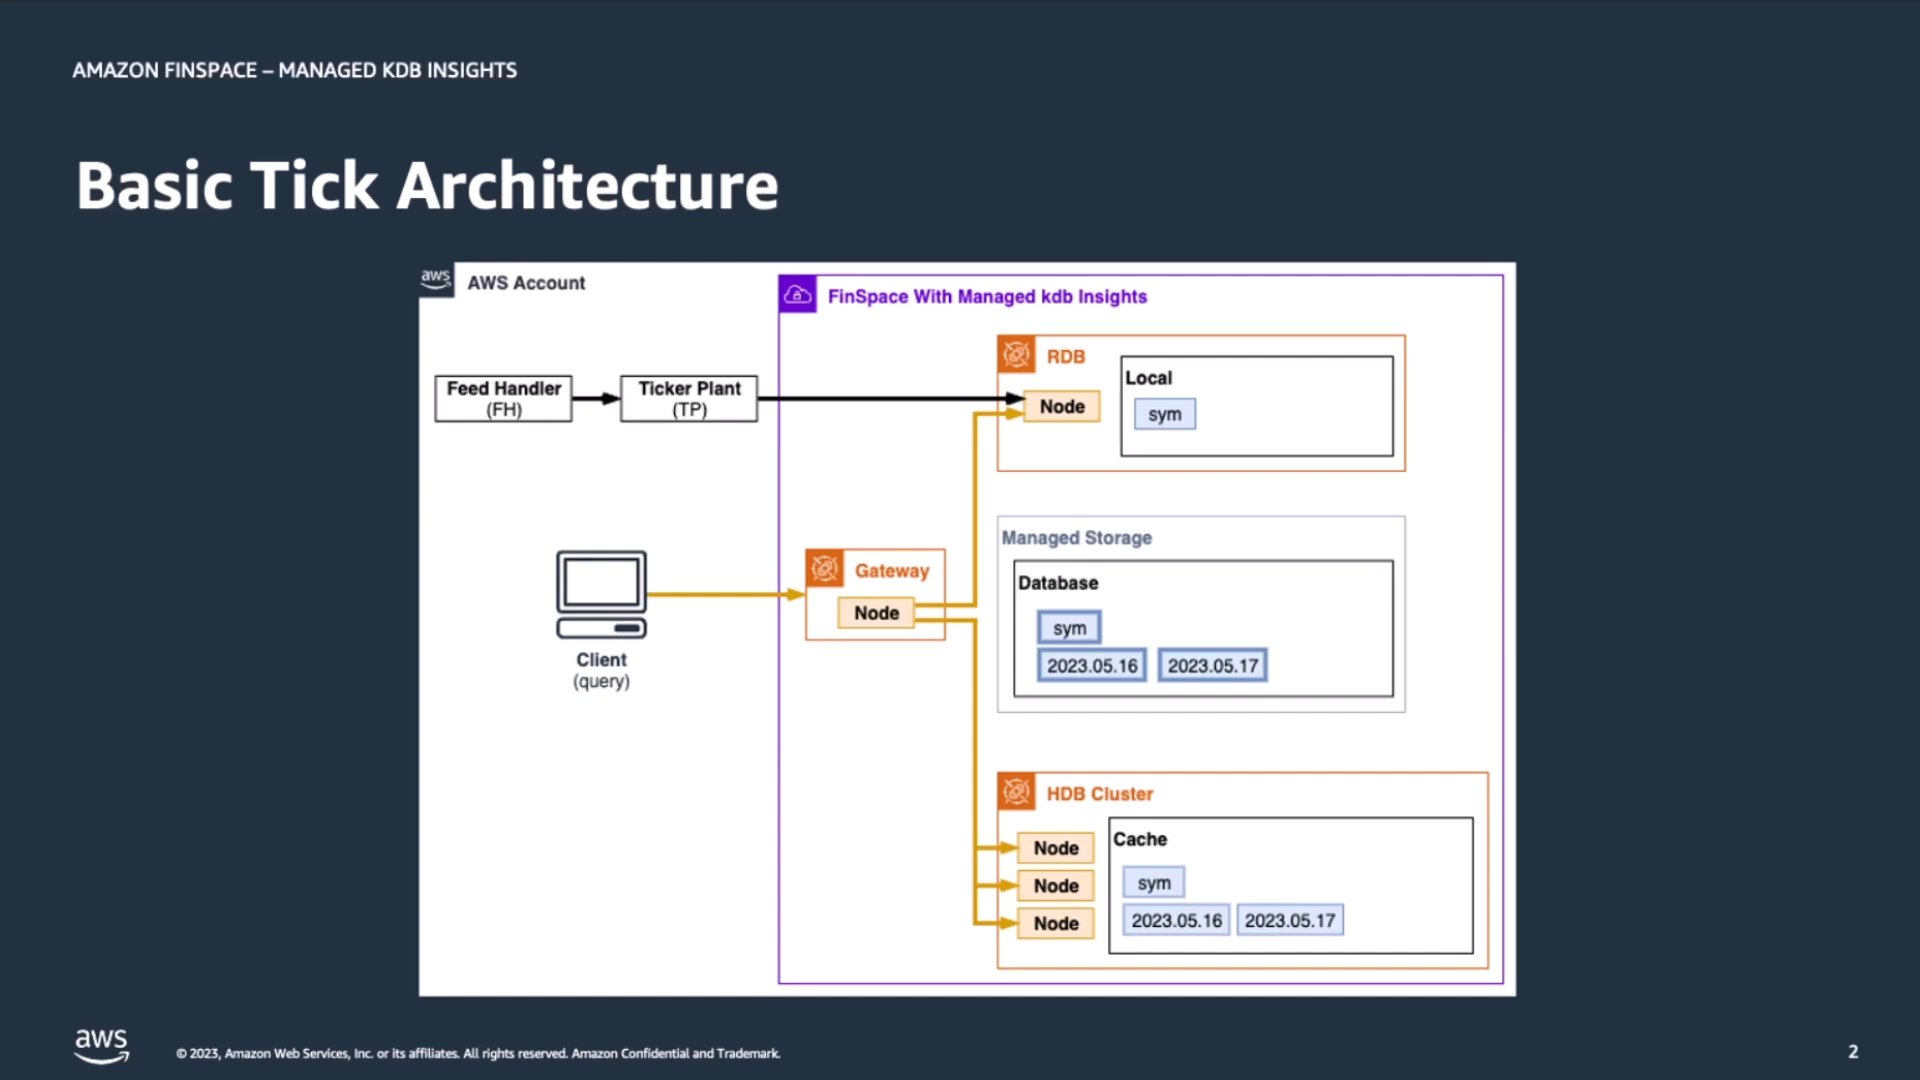 AMAZON FINSPACE – MANAGED KDB INSIGHTS
Basic Tick Architecture
aws
AWS Account
FinSpace With Managed kdb Insights
Feed Handler
(FH)
Ticker Plant
(TP)
RDB
Node
Local
sym
Client
(query)
Gateway
Node
Managed Storage
Database
sym
2023.05.16 2023.05.17
HDB Cluster
Node
Node
Node
Cache
sym
2023.05.16 2023.05.17
aws
© 2023, Amazon Web Services, Inc. or its affiliates. All rights reserved. Amazon Confidential and Trademark.
2